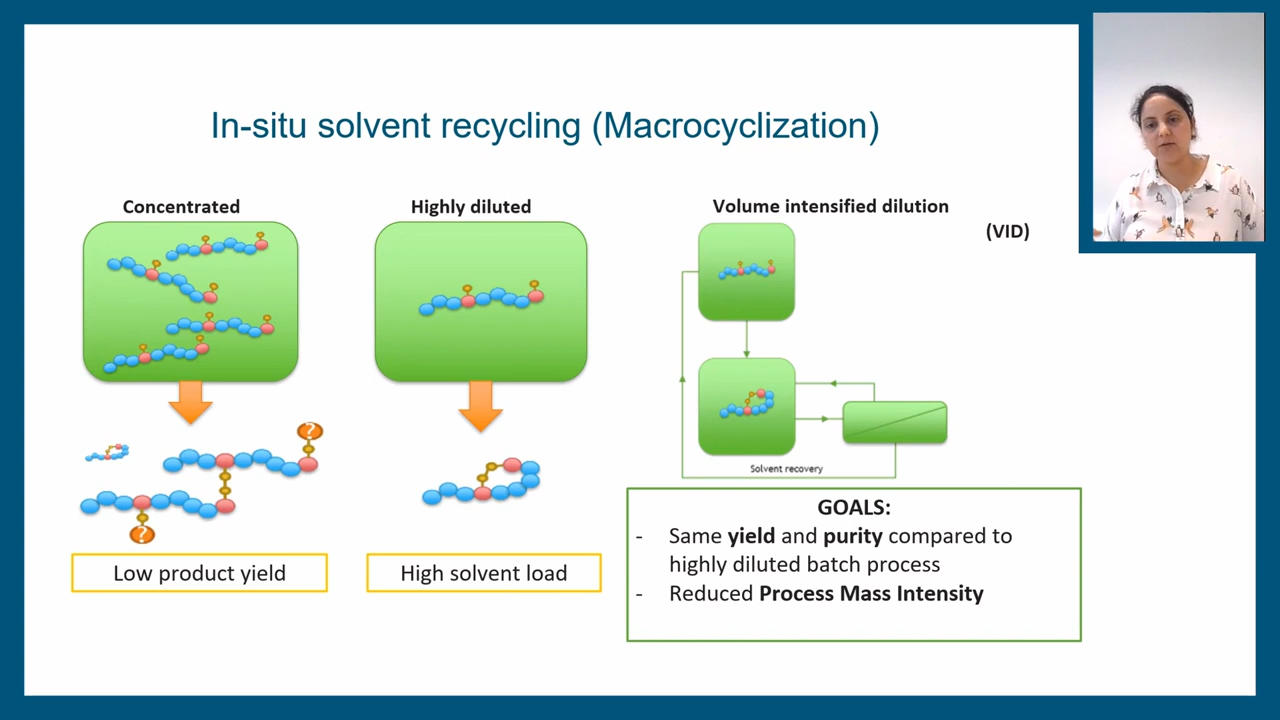 In-situ solvent recycling (Macrocyclization)
Concentrated
Highly diluted
Volume intensified dilution
(VID)
?
?
Solvent recovery
Low product yield
High solvent load
GOALS:
- Same yield and purity compared to
highly diluted batch process
- Reduced Process Mass Intensity